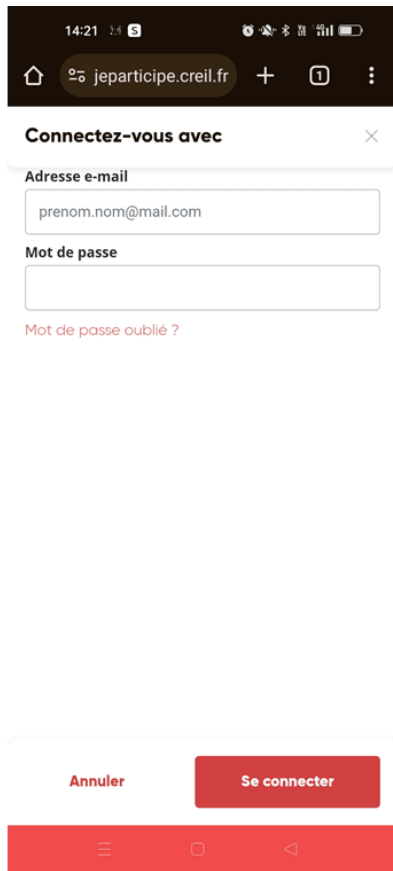 14:21 S
jeparticipe.creil.fr 1
Connectez-vous avec
Adresse e-mail
prenom.nom@mail.com
Mot de passe
Mot de passe oublié ?
Annuler Se connecter